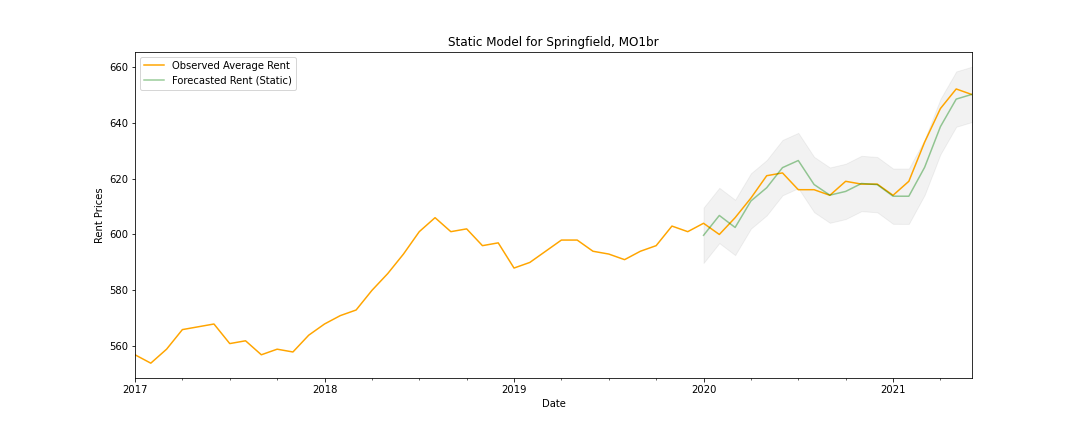 Static Model for Springfield, MO1br
Observed Average Rent
Forecasted Rent (Static)
660
640
620
600
580
560
Rent Prices
2017
2018
2019
2020
2021
Date